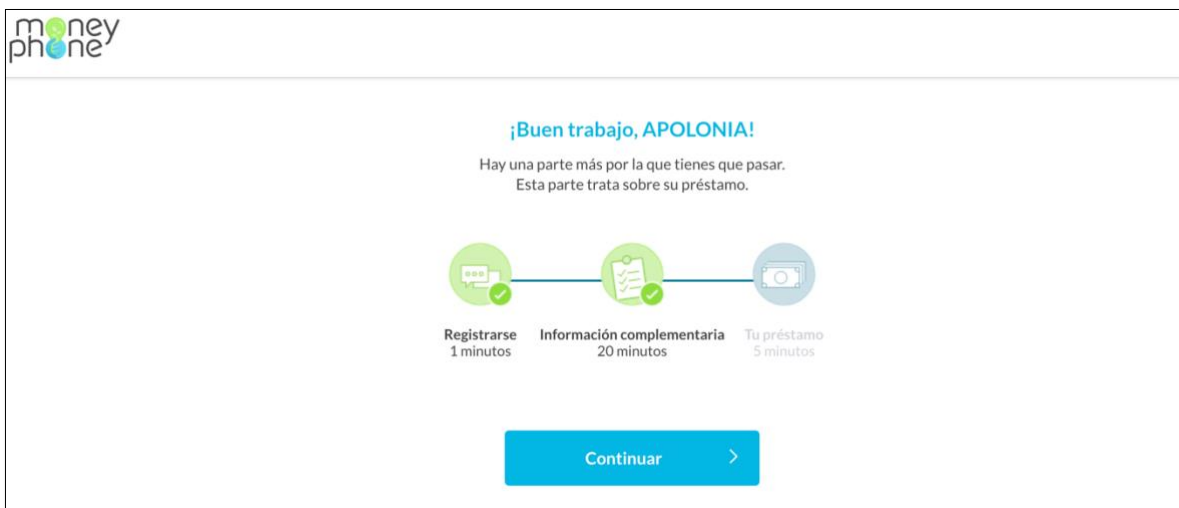 money
phone
¡Buen trabajo, APOLONIA!
Hay una parte más por la que tienes que pasar.
Esta parte trata sobre su préstamo.
Registrarse
1 minutos
Información complementaria
20 minutos
Tu préstamo
5 minutos
Continuar